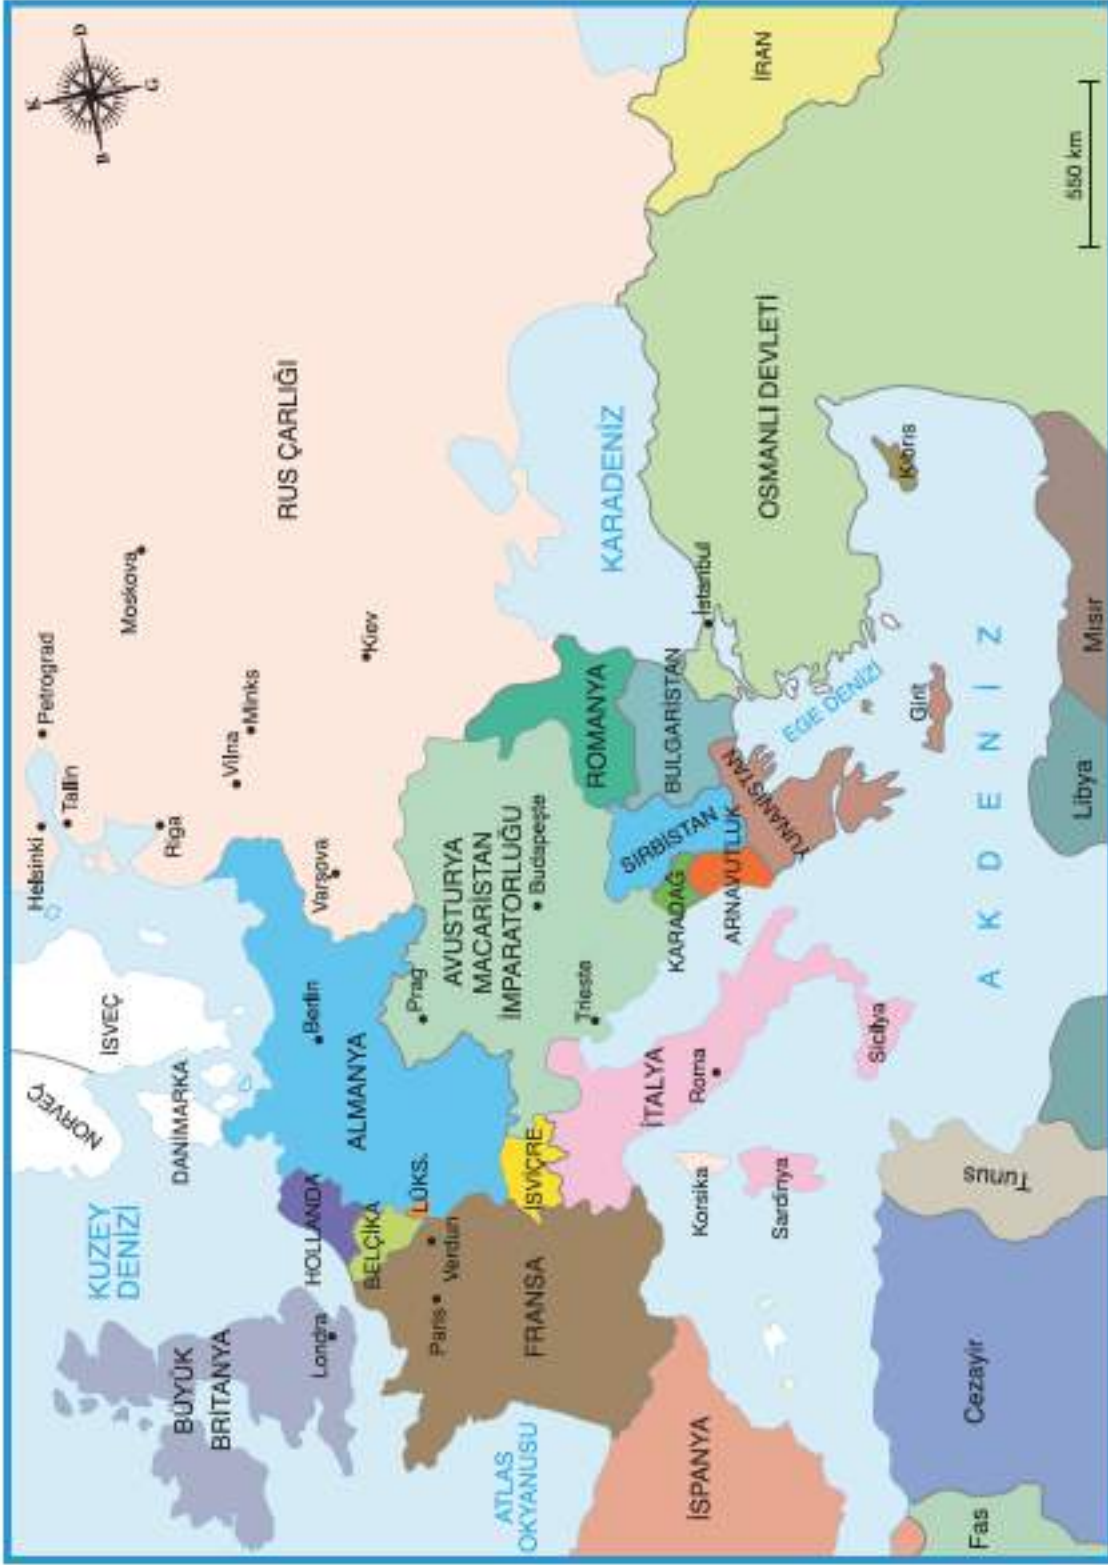 K
D
G
B
NORVEÇ
İSVEÇ
Helsinki
Petrograd
Tallin
Riga
Moskova
KUZEY
DENİZİ
DANİMARKA
Vilna
Minks
RUS ÇARLIĞI
BÜYÜK
BRİTANYA
Londra
HOLLANDA
BELÇİKA
LÜKS.
Berlin
ALMANYA
Varşova
Kiev
Paris
Verdun
Prag
AVUSTURYA
MACARİSTAN
İMPARATORLUĞU
Budapeşte
Trieste
ATLAS
OKYANUSU
FRANSA
İSVİÇRE
ROMANYA
KARADENİZ
İSPANYA
İTALYA
Roma
Korsika
Sardinya
Sicilya
SIRBİSTAN
KARADAĞ
ARNAVUTLUK
BULGARİSTAN
YUNANİSTAN
İstanbul
EGE DENİZİ
OSMANLI DEVLETİ
İRAN
Girit
Kıbrıs
AKDENİZ
Fas
Cezayir
Tunus
Libya
Mısır
550 km